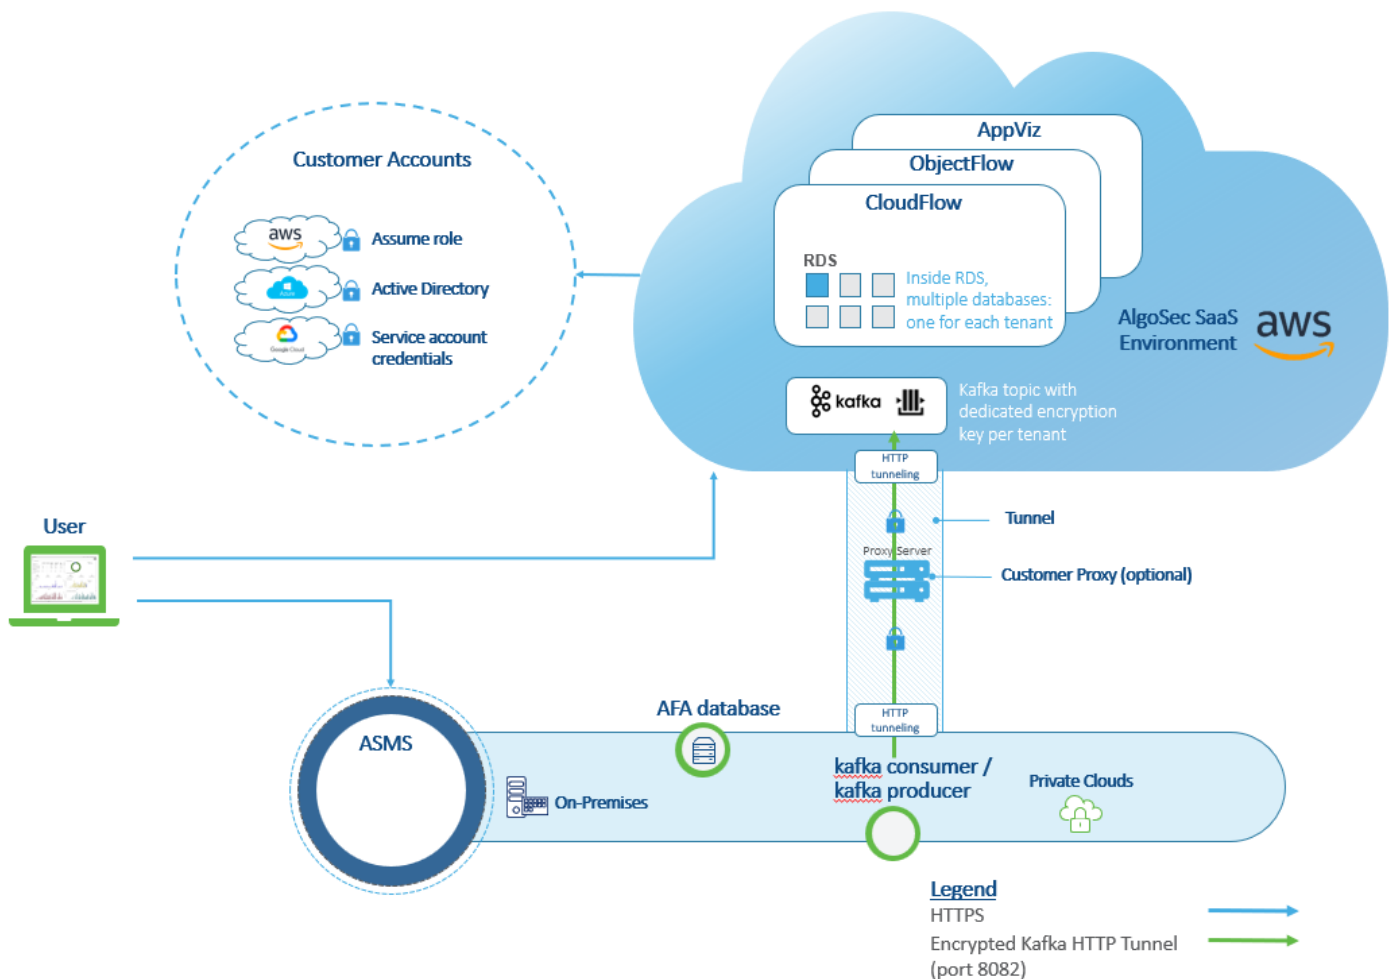 Customer Accounts
aws
Assume role
Azure
Active Directory
Google Cloud
Service account
credentials
AppViz
ObjectFlow
CloudFlow
RDS
Inside RDS,
multiple databases:
one for each tenant
AlgoSec SaaS
Environment
aws
kafka
Kafka topic with
dedicated encryption
key per tenant
HTTP
tunneling
Tunnel
Proxy Server
Customer Proxy (optional)
User
HTTP
tunneling
AFA database
ASMS
On-Premises
kafka consumer /
kafka producer
Private Clouds
Legend
HTTPS
Encrypted Kafka HTTP Tunnel
(port 8082)